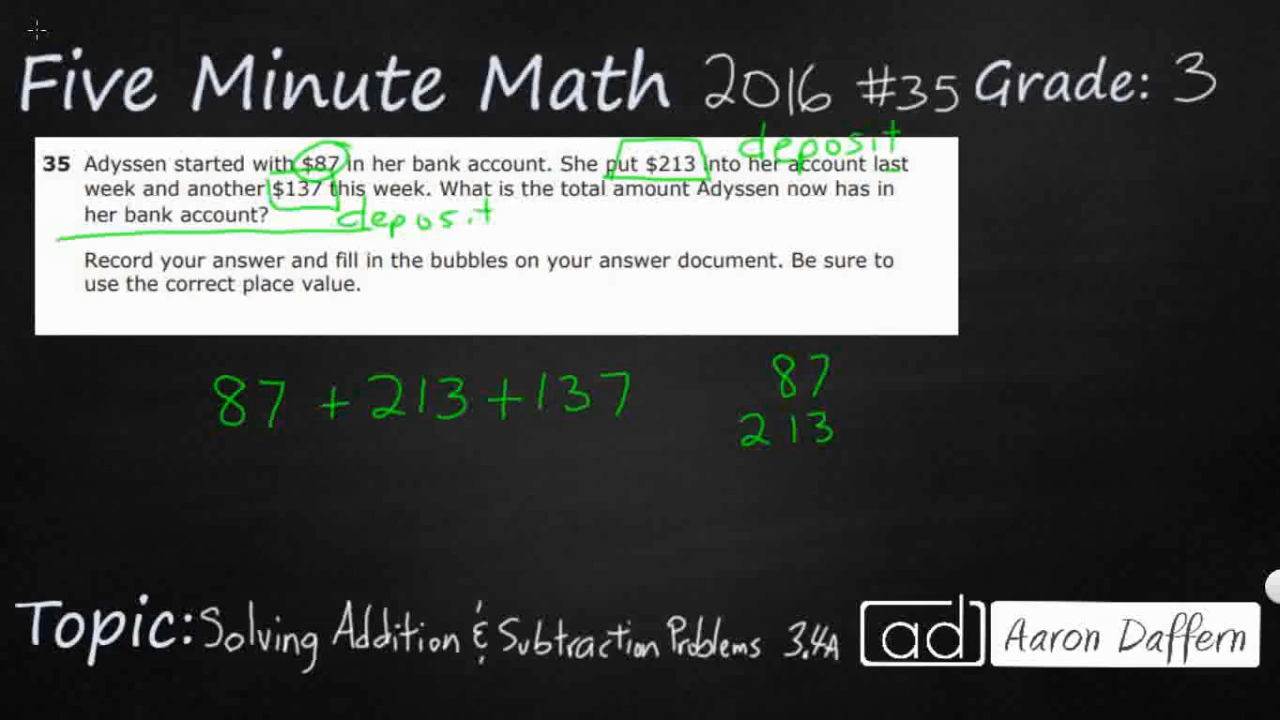 Five Minute Math 2016 #35 Grade: 3
deposit
35 Adyssen started with $87 in her bank account. She put $213 into her account last
week and another $137 this week. What is the total amount Adyssen now has in
her bank account?
deposit
Record your answer and fill in the bubbles on your answer document. Be sure to
use the correct place value.
87 + 213 + 137
87
213
Topic: Solving Addition & Subtraction Problems 3.4A
ad Aaron Daffern